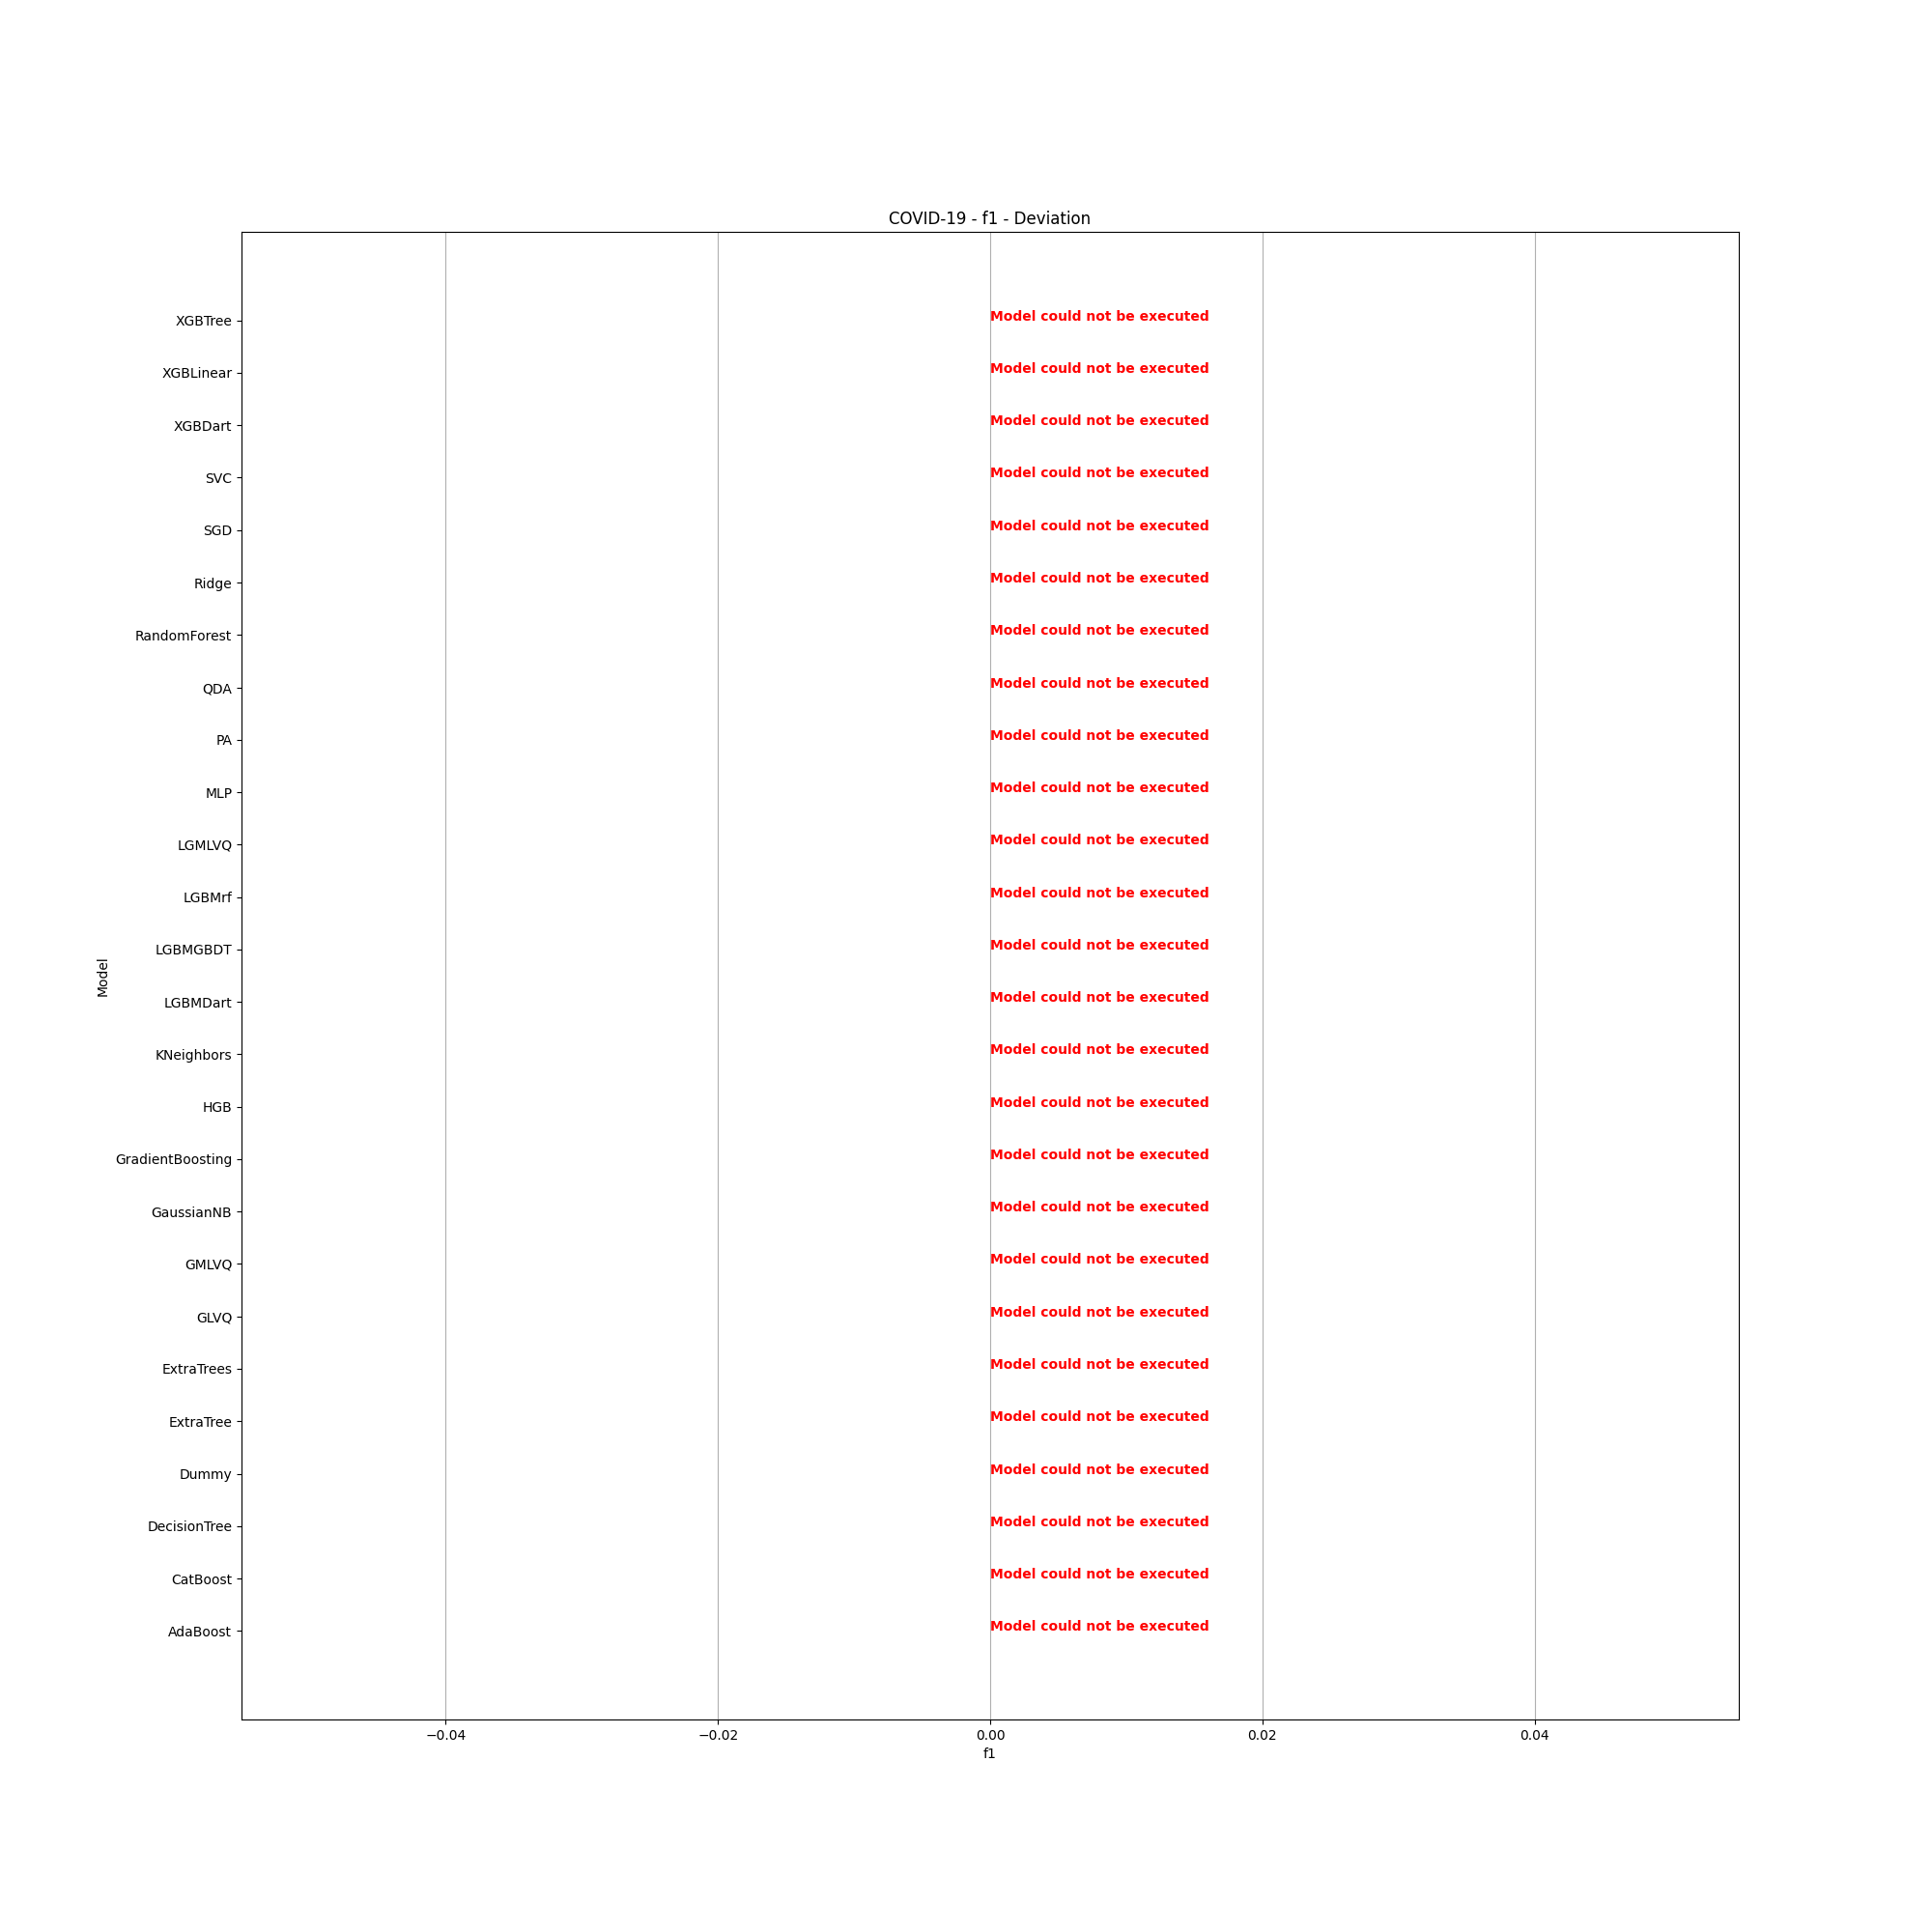 COVID-19 - f1 - Deviation
XGBTree Model could not be executed
XGBLinear Model could not be executed
XGBDart Model could not be executed
SVC Model could not be executed
SGD Model could not be executed
Ridge Model could not be executed
RandomForest Model could not be executed
QDA Model could not be executed
PA Model could not be executed
MLP Model could not be executed
LGMLVQ Model could not be executed
LGBMrf Model could not be executed
LGBMGBDT Model could not be executed
Model
LGBMDart Model could not be executed
KNeighbors Model could not be executed
HGB Model could not be executed
GradientBoosting Model could not be executed
GaussianNB Model could not be executed
GMLVQ Model could not be executed
GLVQ Model could not be executed
ExtraTrees Model could not be executed
ExtraTree Model could not be executed
Dummy Model could not be executed
DecisionTree Model could not be executed
CatBoost Model could not be executed
AdaBoost Model could not be executed
−0.04 −0.02 0.00 0.02 0.04
f1